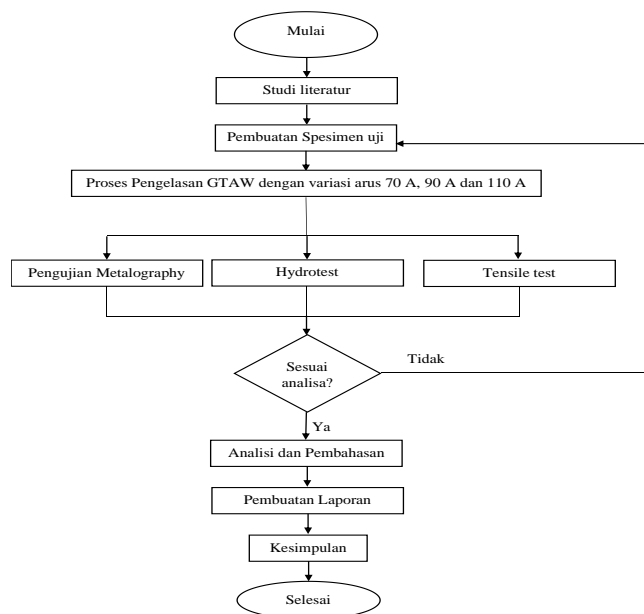 Mulai
Studi literatur
Pembuatan Spesimen uji
Proses Pengelasan GTAW dengan variasi arus 70 A, 90 A dan 110 A
Pengujian Metalography
Hydrotest
Tensile test
Sesuai
analisa?
Tidak
Ya
Analisi dan Pembahasan
Pembuatan Laporan
Kesimpulan
Selesai